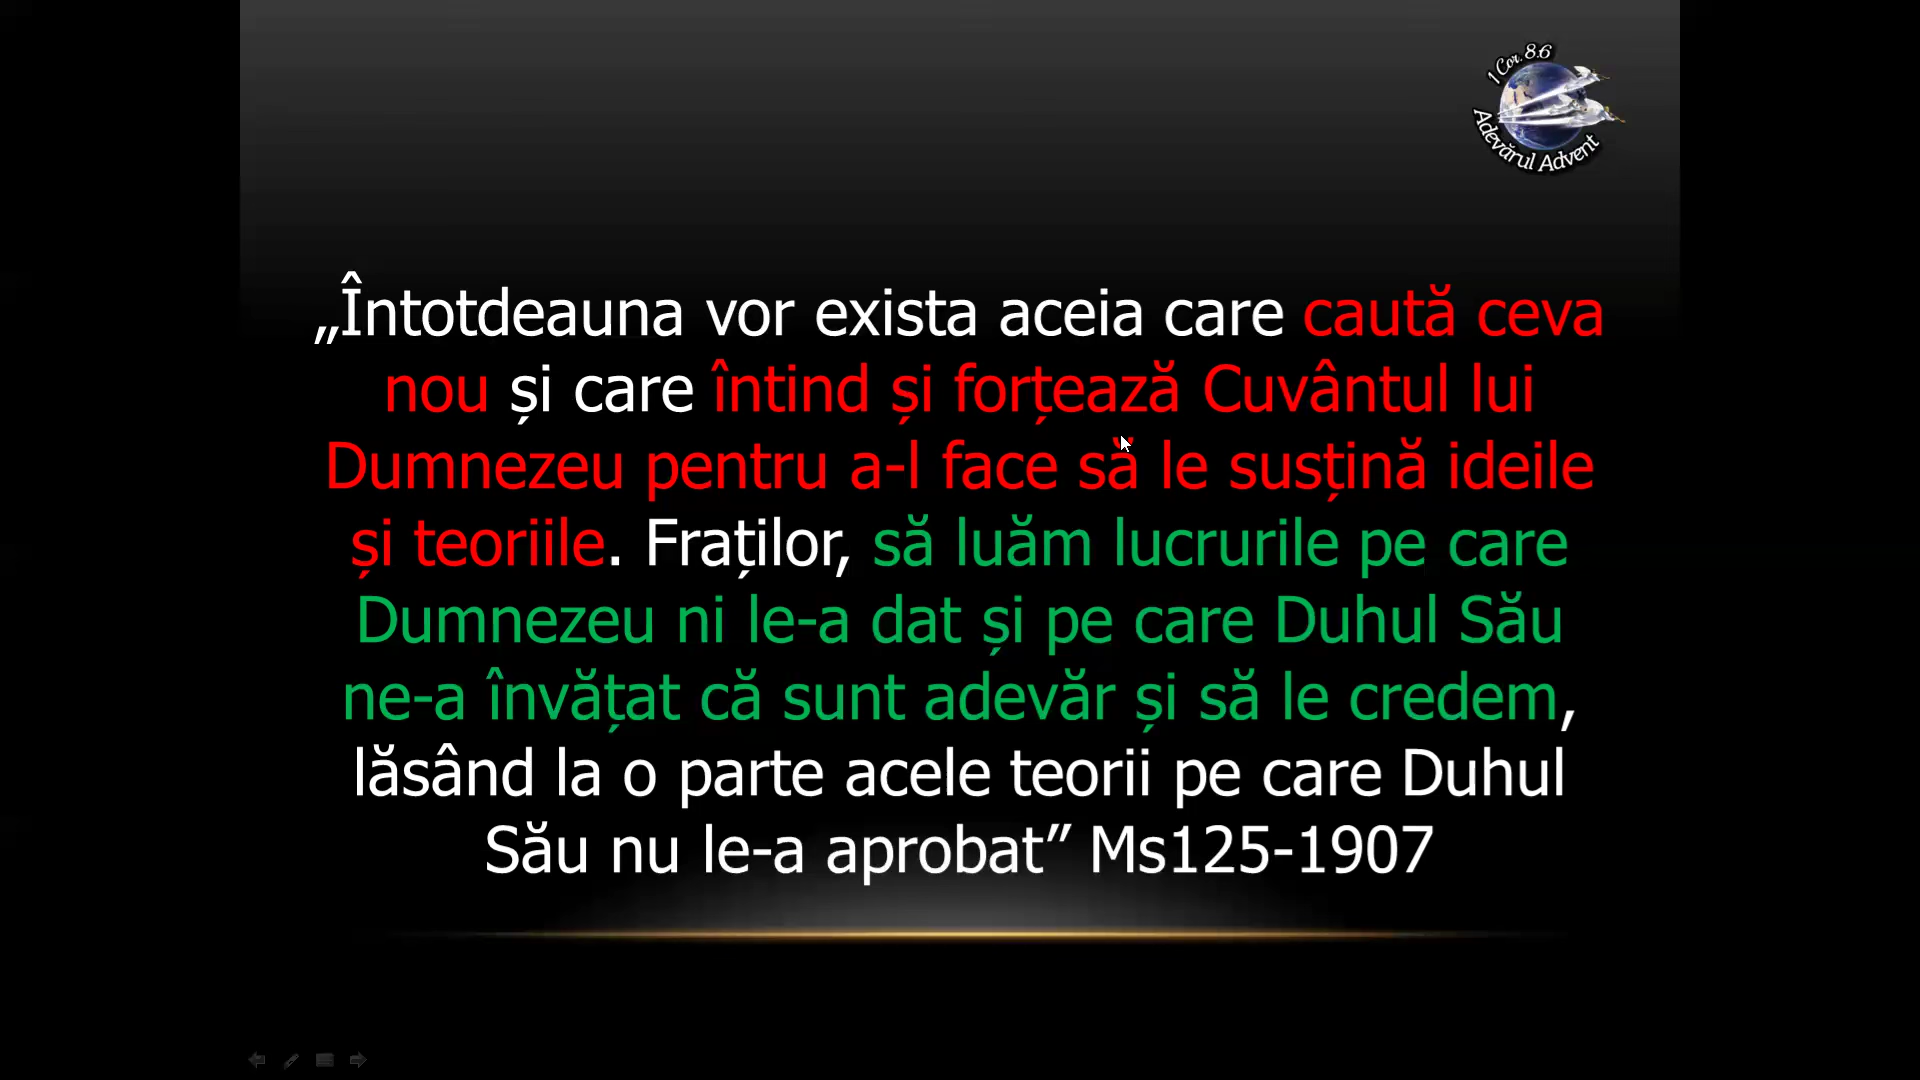 1 Cor. 8:6
Adevărul Advent
„Întotdeauna vor exista aceia care caută ceva
nou și care întind și forțează Cuvântul lui
Dumnezeu pentru a-l face să le susțină ideile
și teoriile. Fraților, să luăm lucrurile pe care
Dumnezeu ni le-a dat și pe care Duhul Său
ne-a învățat că sunt adevăr și să le credem,
lăsând la o parte acele teorii pe care Duhul
Său nu le-a aprobat” Ms125-1907